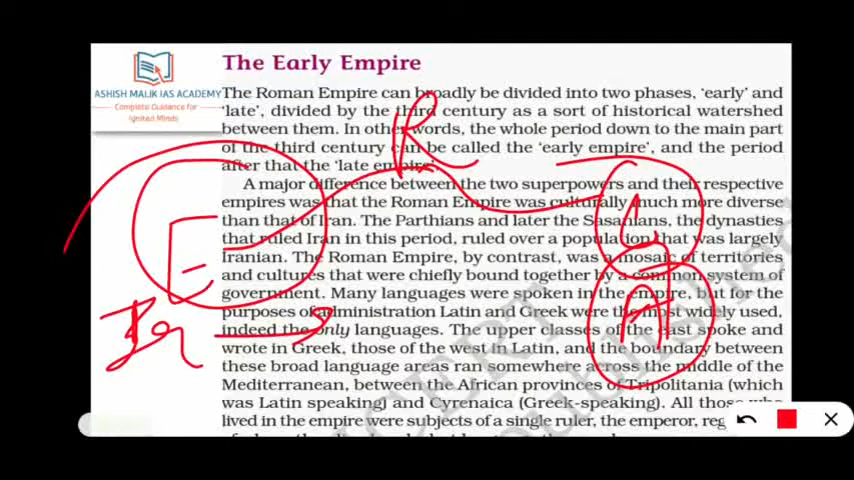 The Early Empire
ASHISH MALIK IAS ACADEMY
Complete Guidance for
Ignited Minds
The Roman Empire can broadly be divided into two phases, ‘early’ and
‘late’, divided by the third century as a sort of historical watershed
between them. In other words, the whole period down to the main part
of the third century can be called the ‘early empire’, and the period
after that the ‘late empire’.
A major difference between the two superpowers and their respective
empires was that the Roman Empire was culturally much more diverse
than that of Iran. The Parthians and later the Sasanians, the dynasties
that ruled Iran in this period, ruled over a population that was largely
Iranian. The Roman Empire, by contrast, was a mosaic of territories
and cultures that were chiefly bound together by a common system of
government. Many languages were spoken in the empire, but for the
purposes of administration Latin and Greek were the most widely used,
indeed the only languages. The upper classes of the east spoke and
wrote in Greek, those of the west in Latin, and the boundary between
these broad language areas ran somewhere across the middle of the
Mediterranean, between the African provinces of Tripolitania (which
was Latin speaking) and Cyrenaica (Greek-speaking). All those who
lived in the empire were subjects of a single ruler, the emperor, reg
R
E
C
A